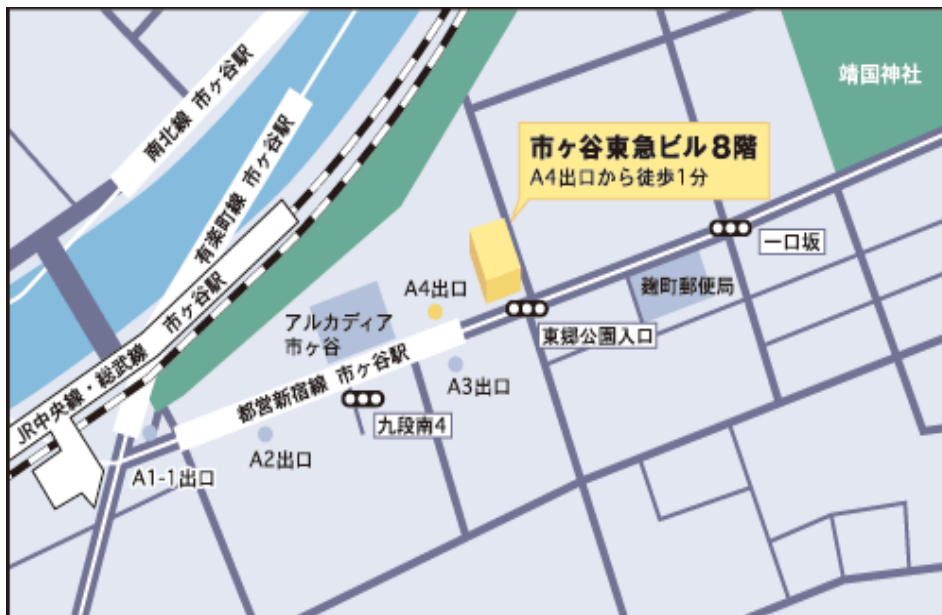 靖国神社
南北線 市ヶ谷駅
有楽町線 市ヶ谷駅
市ヶ谷東急ビル8階
A4出口から徒歩1分
一口坂
麹町郵便局
A4出口
東郷公園入口
アルカディア
市ヶ谷
JR中央線・総武線 市ヶ谷駅
都営新宿線 市ヶ谷駅
A3出口
九段南4
A2出口
A1-1出口